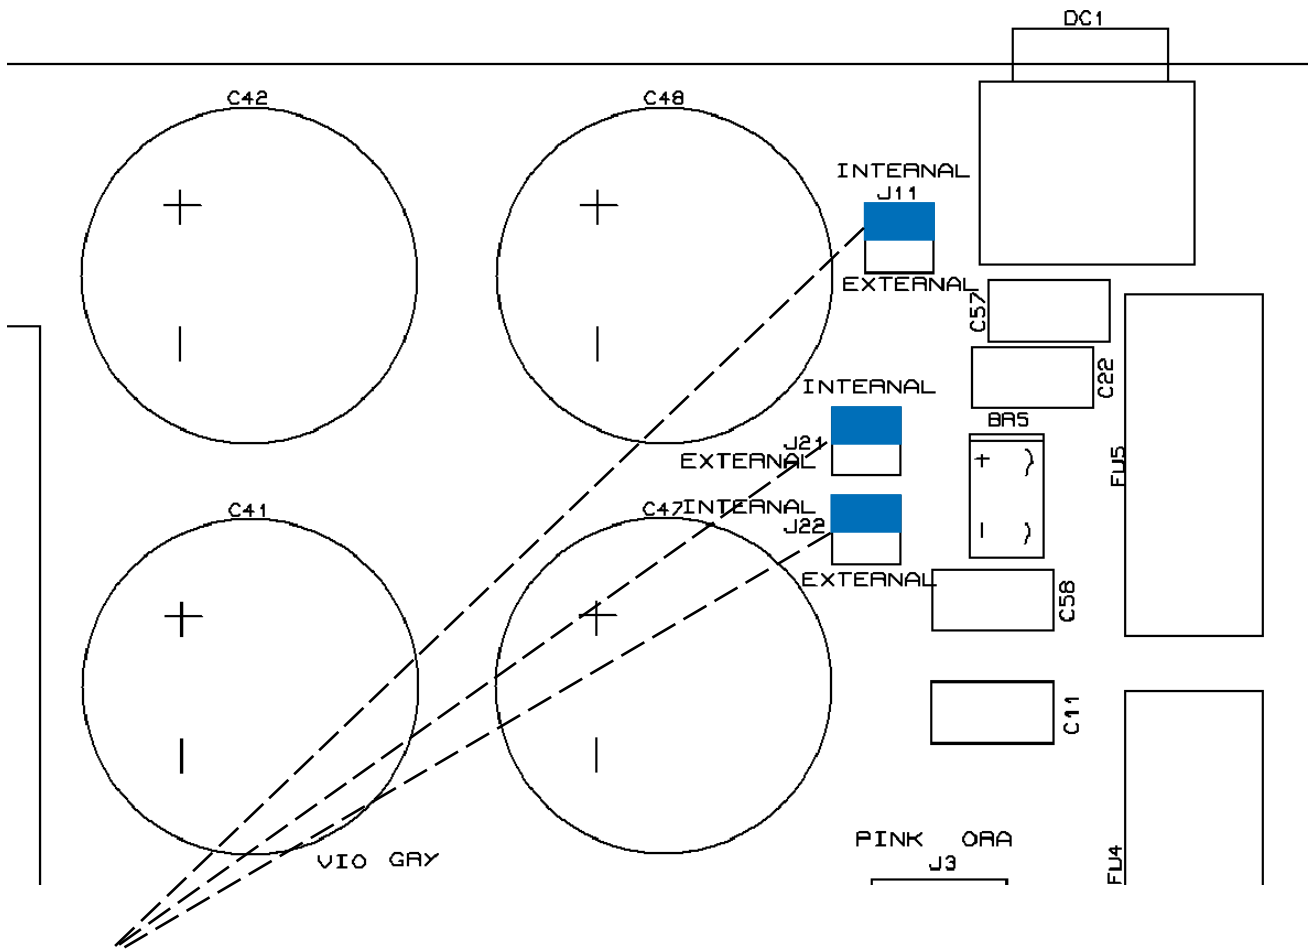 DC1
C42
C48
INTERNAL
J11
EXTERNAL
C57
C22
INTERNAL
BR5
J21
EXTERNAL
FU5
INTERNAL
C41
C47
J22
EXTERNAL
C58
C11
PINK ORA
VIO GRY
J3
FU4